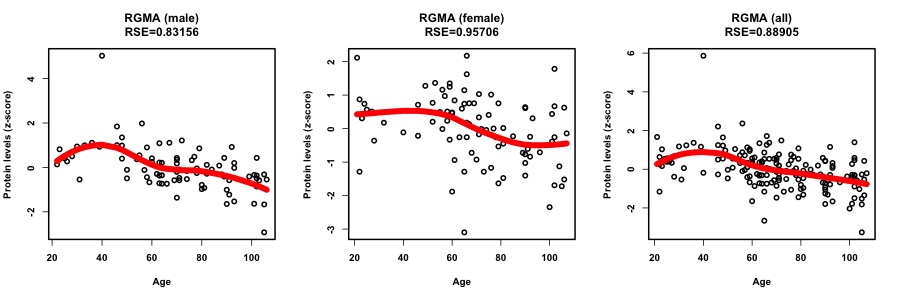 RGMA (male)
RSE=0.83156
Protein levels (z-score)
4
2
0
-2
20
40
60
80
100
Age
RGMA (female)
RSE=0.95706
Protein levels (z-score)
2
1
0
-1
-2
-3
20
40
60
80
100
Age
RGMA (all)
RSE=0.88905
Protein levels (z-score)
6
4
2
0
-2
20
40
60
80
100
Age